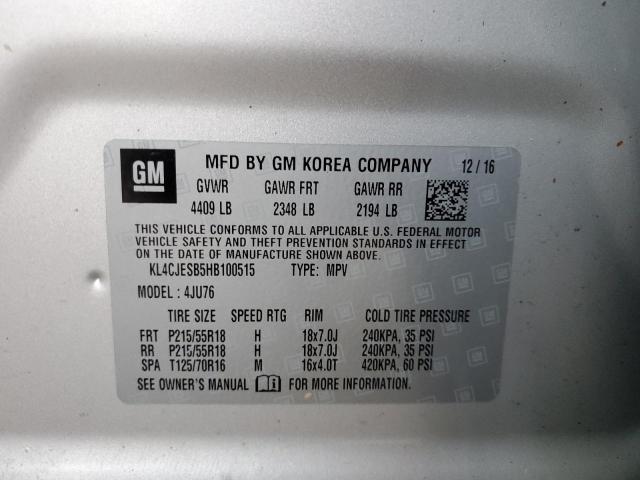 GM MFD BY GM KOREA COMPANY 12/16
GVWR GAWR FRT GAWR RR
4409 LB 2348 LB 2194 LB
THIS VEHICLE CONFORMS TO ALL APPLICABLE U.S. FEDERAL MOTOR
VEHICLE SAFETY AND THEFT PREVENTION STANDARDS IN EFFECT
ON THE DATE OF MANUFACTURE SHOWN ABOVE.
KL4CJESB5HB100515 TYPE: MPV
MODEL: 4JU76
TIRE SIZE SPEED RTG RIM COLD TIRE PRESSURE
FRT P215/55R18 H 18x7.0J 240KPA, 35 PSI
RR P215/55R18 H 18x7.0J 240KPA, 35 PSI
SPA T125/70R16 M 16x4.0T 420KPA, 60 PSI
SEE OWNER'S MANUAL FOR MORE INFORMATION.